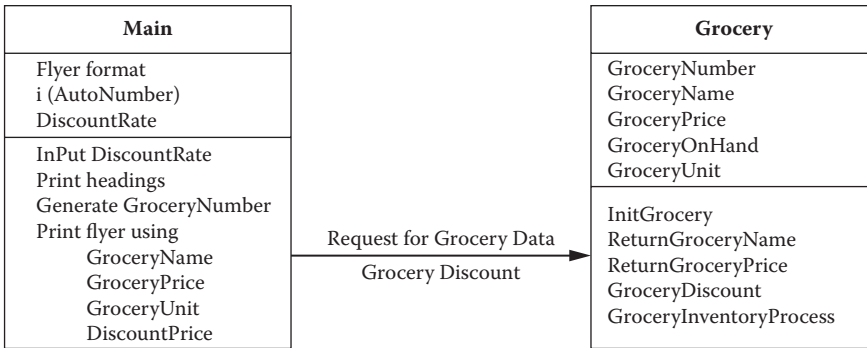 Main
Flyer format
i (AutoNumber)
DiscountRate
InPut DiscountRate
Print headings
Generate GroceryNumber
Print flyer using
GroceryName
GroceryPrice
GroceryUnit
DiscountPrice
Request for Grocery Data
Grocery Discount
Grocery
GroceryNumber
GroceryName
GroceryPrice
GroceryOnHand
GroceryUnit
InitGrocery
ReturnGroceryName
ReturnGroceryPrice
GroceryDiscount
GroceryInventoryProcess